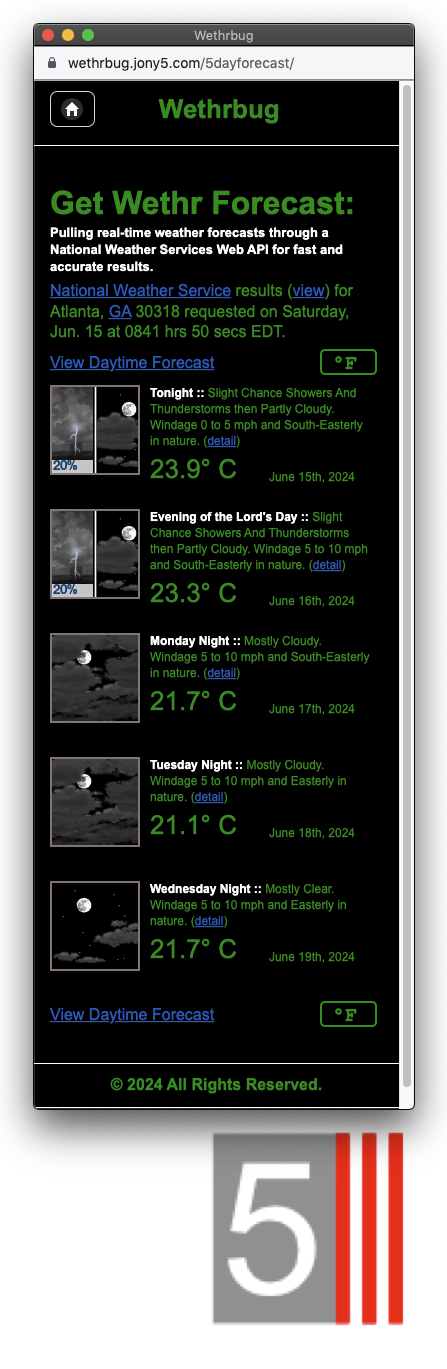 Wethrbug
wethrbug.jony5.com/5dayforecast/
Wethrbug
Get Wethr Forecast:
Pulling real-time weather forecasts through a
National Weather Services Web API for fast and
accurate results.
National Weather Service results (view) for
Atlanta, GA 30318 requested on Saturday,
Jun. 15 at 0841 hrs 50 secs EDT.
View Daytime Forecast
°F
Tonight :: Slight Chance Showers And
Thunderstorms then Partly Cloudy.
Windage 0 to 5 mph and South-Easterly
in nature. (detail)
20%
23.9° C
June 15th, 2024
Evening of the Lord's Day :: Slight
Chance Showers And Thunderstorms
then Partly Cloudy. Windage 5 to 10 mph
and South-Easterly in nature. (detail)
20%
23.3° C
June 16th, 2024
Monday Night :: Mostly Cloudy.
Windage 5 to 10 mph and South-Easterly
in nature. (detail)
21.7° C
June 17th, 2024
Tuesday Night :: Mostly Cloudy.
Windage 5 to 10 mph and Easterly in
nature. (detail)
21.1° C
June 18th, 2024
Wednesday Night :: Mostly Clear.
Windage 5 to 10 mph and Easterly in
nature. (detail)
21.7° C
June 19th, 2024
View Daytime Forecast
°F
© 2024 All Rights Reserved.
5